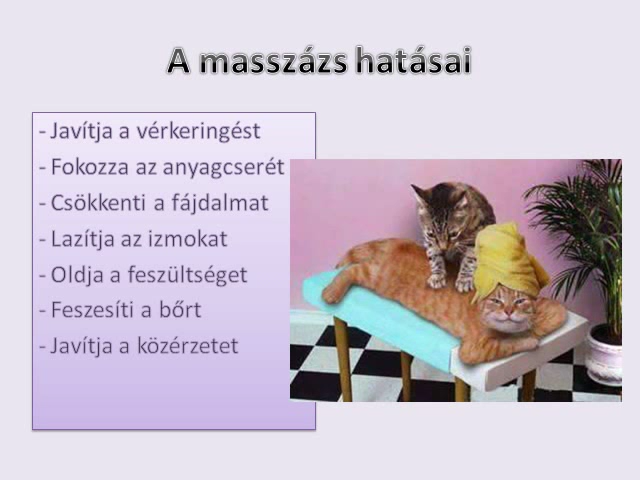 A masszázs hatásai
- Javítja a vérkeringést
- Fokozza az anyagcserét
- Csökkenti a fájdalmat
- Lazítja az izmokat
- Oldja a feszültséget
- Feszesíti a bőrt
- Javítja a közérzetet